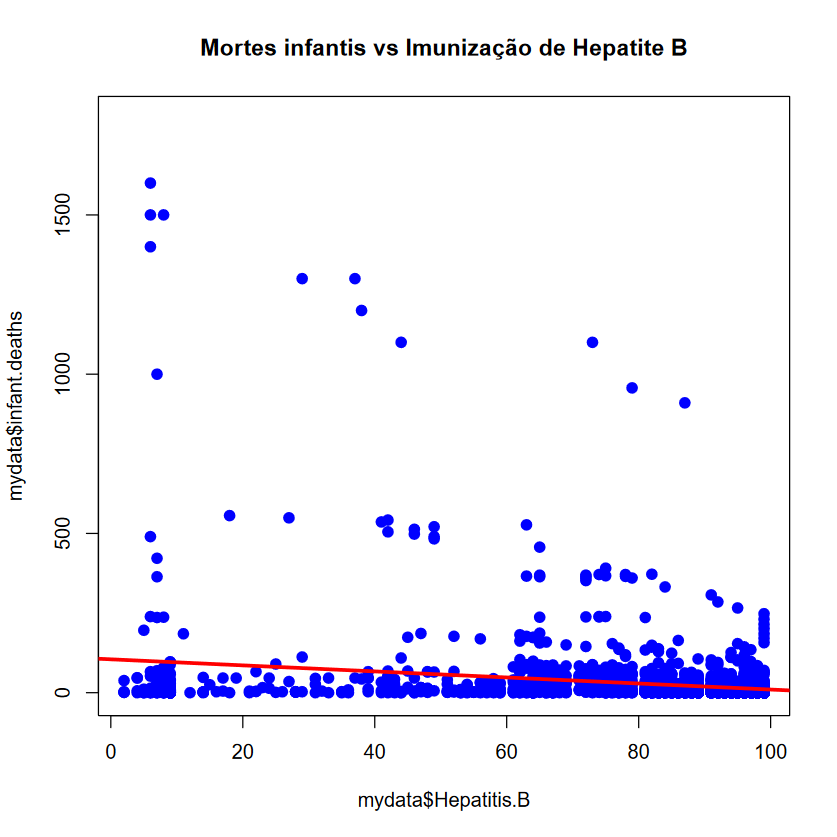 Mortes infantis vs Imunização de Hepatite B
mydata$infant.deaths
1500
1000
500
0
0 20 40 60 80 100
mydata$Hepatitis.B